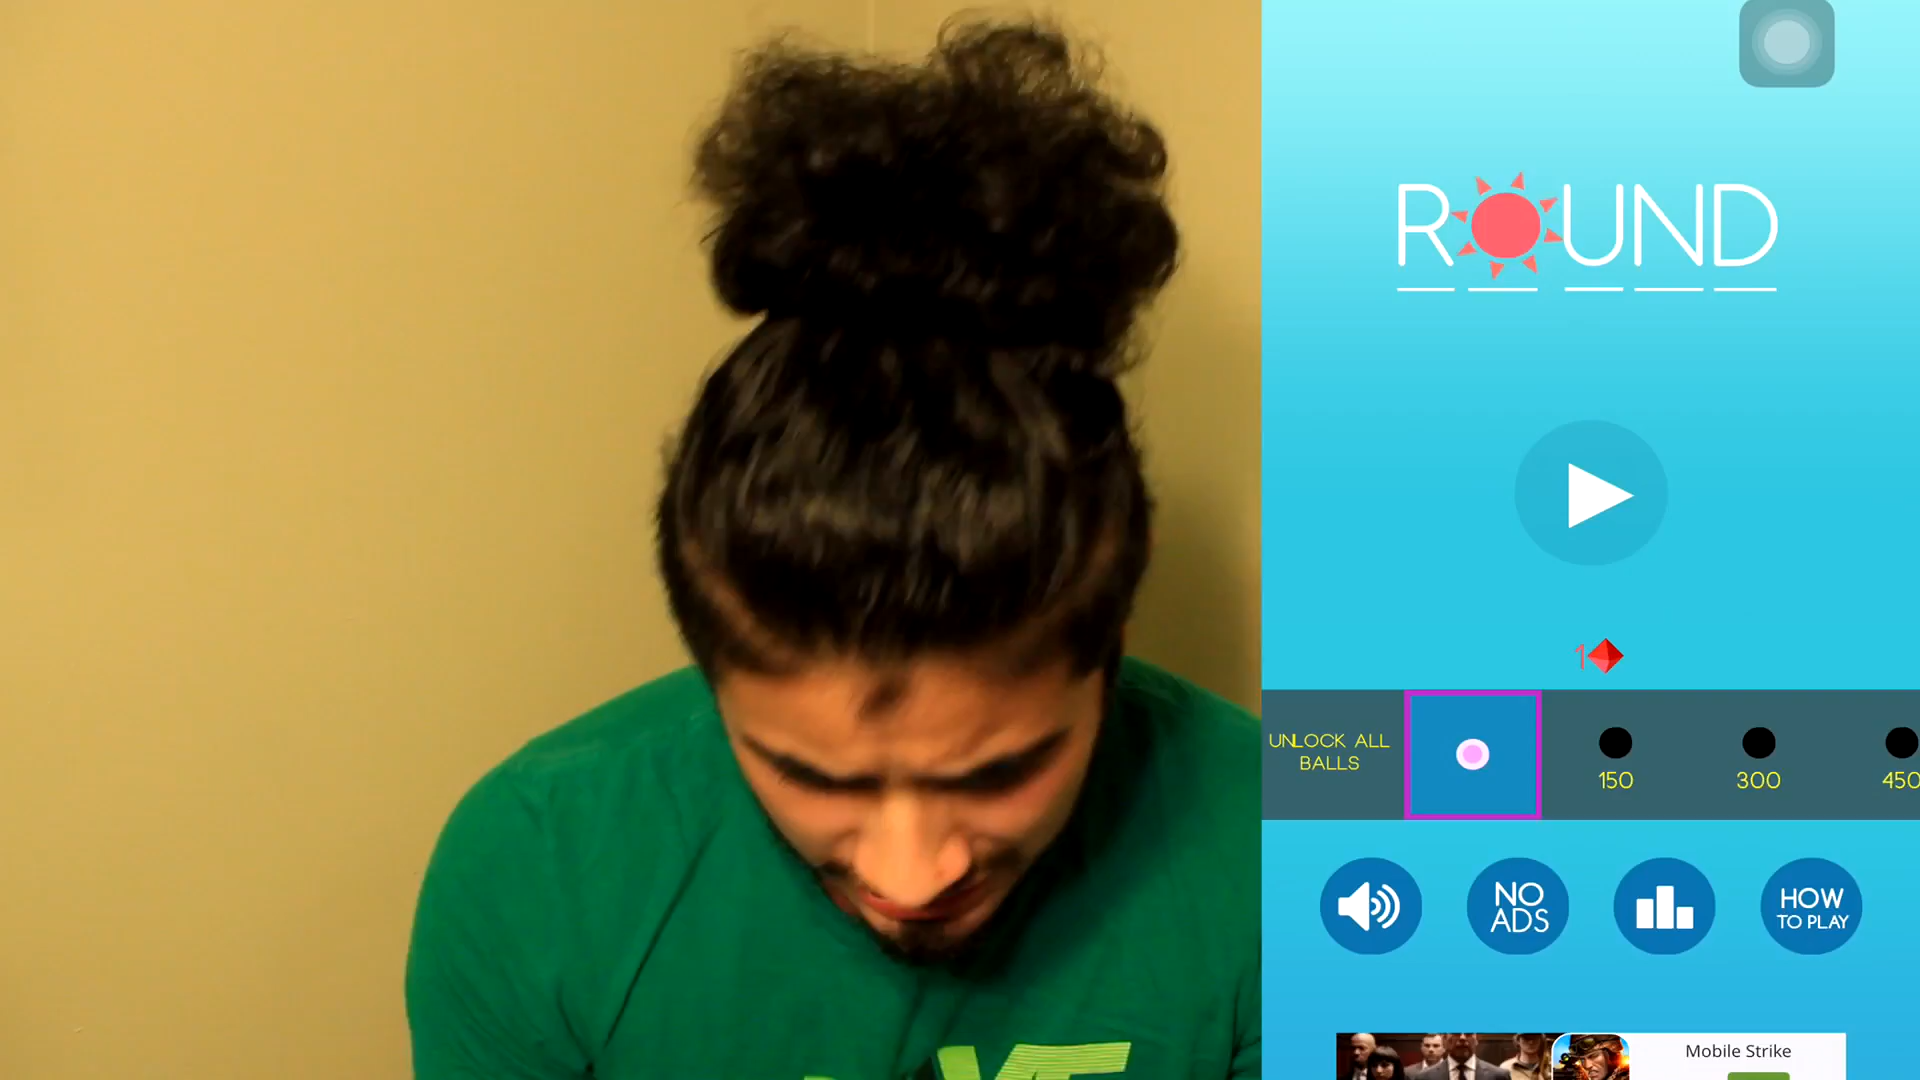 ROUND
1
UNLOCK ALL
BALLS
150
300
450
NO
ADS
HOW
TO PLAY
Mobile Strike